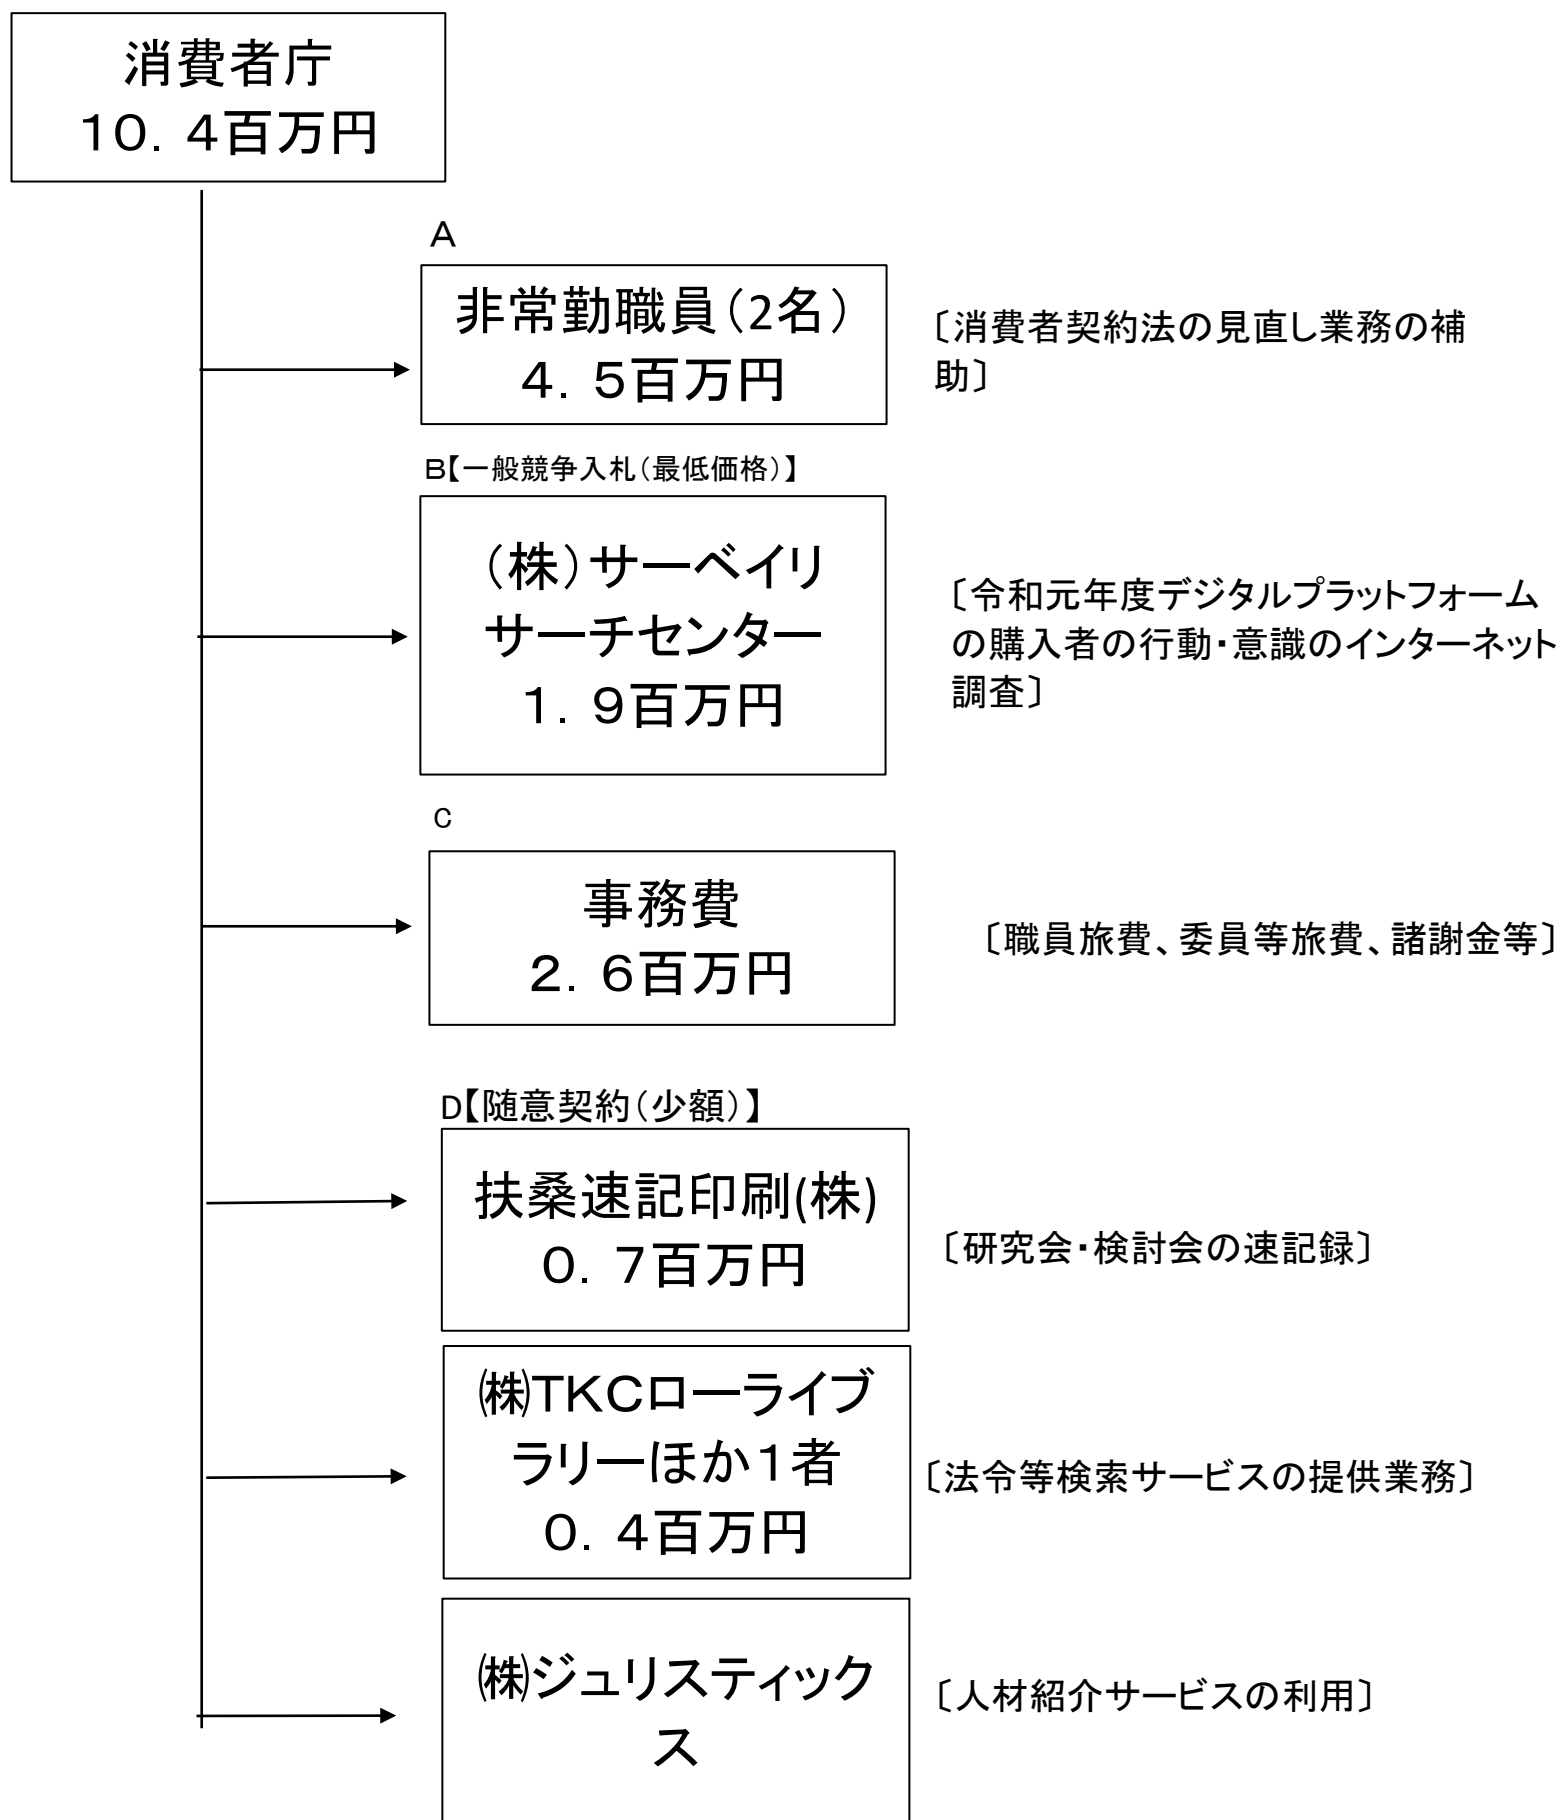 消費者庁
１０．４百万円
A
非常勤職員（2名）
４．５百万円
〔消費者契約法の見直し業務の補
助〕
B【一般競争入札（最低価格）】
（株）サーベイリ
サーチセンター
１．９百万円
〔令和元年度デジタルプラットフォーム
の購入者の行動・意識のインターネット
調査〕
C
事務費
２．６百万円
〔職員旅費、委員等旅費、諸謝金等〕
D【随意契約（少額）】
扶桑速記印刷(株)
０．７百万円
〔研究会・検討会の速記録〕
㈱ＴＫＣローライブ
ラリーほか１者
０．４百万円
〔法令等検索サービスの提供業務〕
㈱ジュリスティック
ス
〔人材紹介サービスの利用〕